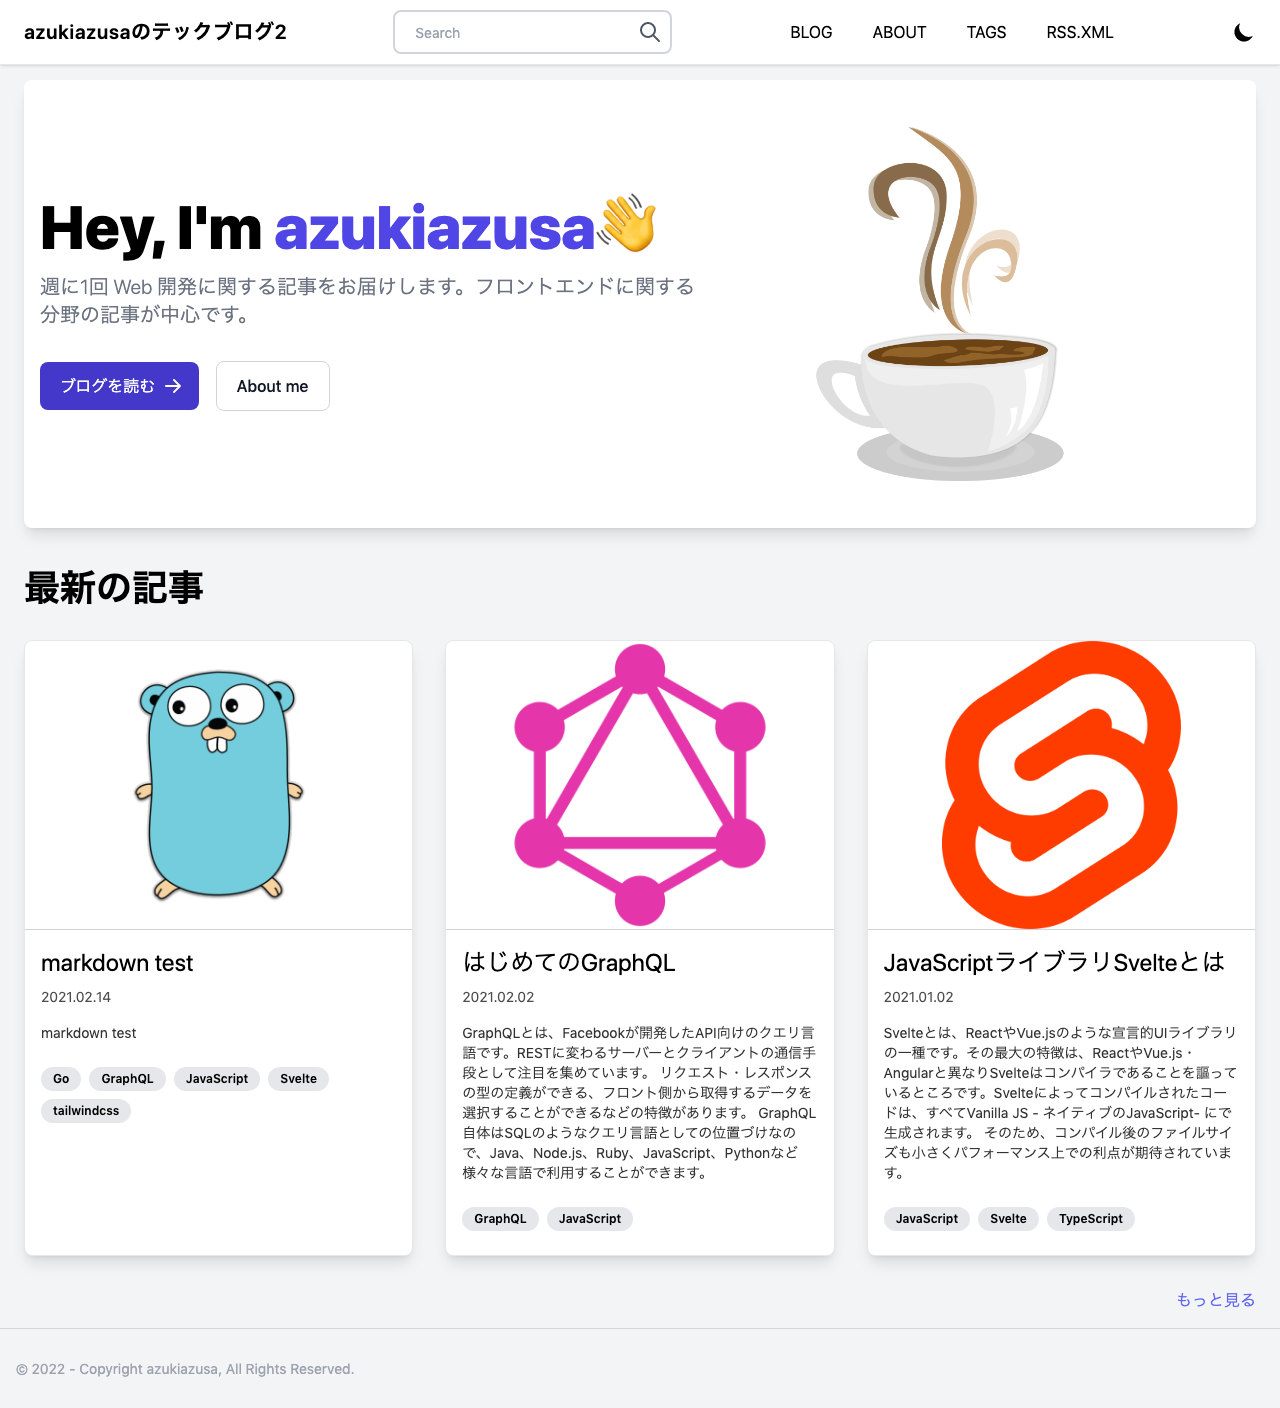 azukiazusaのテックブログ2
Search
BLOG
ABOUT
TAGS
RSS.XML
Hey, I'm azukiazusa👋
週に1回 Web 開発に関する記事をお届けします。フロントエンドに関する
分野の記事が中心です。
ブログを読む →
About me
最新の記事
markdown test
2021.02.14
markdown test
Go
GraphQL
JavaScript
Svelte
tailwindcss
はじめてのGraphQL
2021.02.02
GraphQLとは、Facebookが開発したAPI向けのクエリ言
語です。RESTに変わるサーバーとクライアントの通信手
段として注目を集めています。 リクエスト・レスポンス
の型の定義ができる、フロント側から取得するデータを
選択することができるなどの特徴があります。 GraphQL
自体はSQLのようなクエリ言語としての位置づけなの
で、Java、Node.js、Ruby、JavaScript、Pythonなど
様々な言語で利用することができます。
GraphQL
JavaScript
JavaScriptライブラリSvelteとは
2021.01.02
Svelteとは、ReactやVue.jsのような宣言的UIライブラリ
の一種です。その最大の特徴は、ReactやVue.js・
Angularと異なりSvelteはコンパイラであることを謳って
いるところです。Svelteによってコンパイルされたコー
ドは、すべてVanilla JS - ネイティブのJavaScript- にで
生成されます。 そのため、コンパイル後のファイルサイ
ズも小さくパフォーマンス上での利点が期待されていま
す。
JavaScript
Svelte
TypeScript
もっと見る
© 2022 - Copyright azukiazusa, All Rights Reserved.